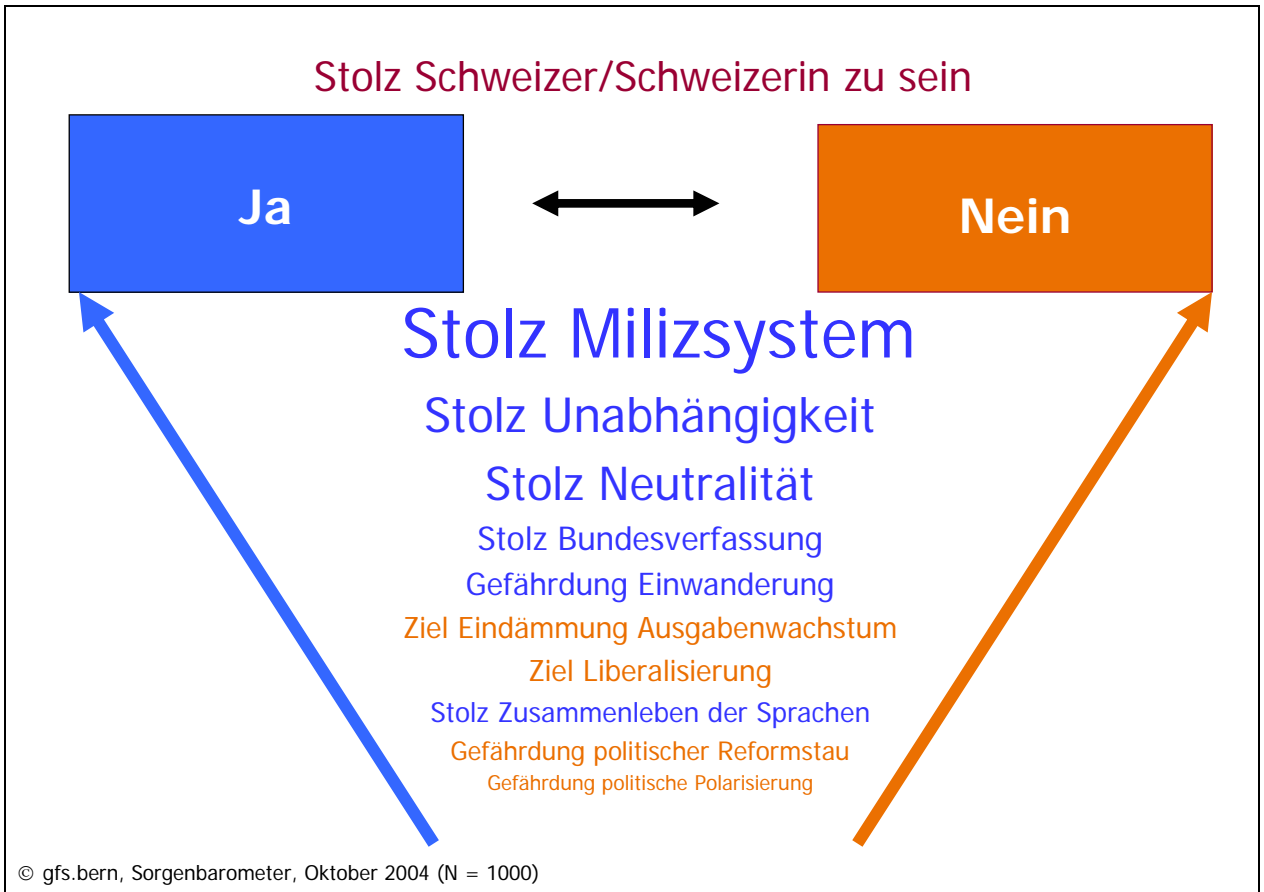 Stolz Schweizer/Schweizerin zu sein
Ja
Nein
Stolz Milizsystem
Stolz Unabhängigkeit
Stolz Neutralität
Stolz Bundesverfassung
Gefährdung Einwanderung
Ziel Eindämmung Ausgabenwachstum
Ziel Liberalisierung
Stolz Zusammenleben der Sprachen
Gefährdung politischer Reformstau
Gefährdung politische Polarisierung
© gfs.bern, Sorgenbarometer, Oktober 2004 (N = 1000)